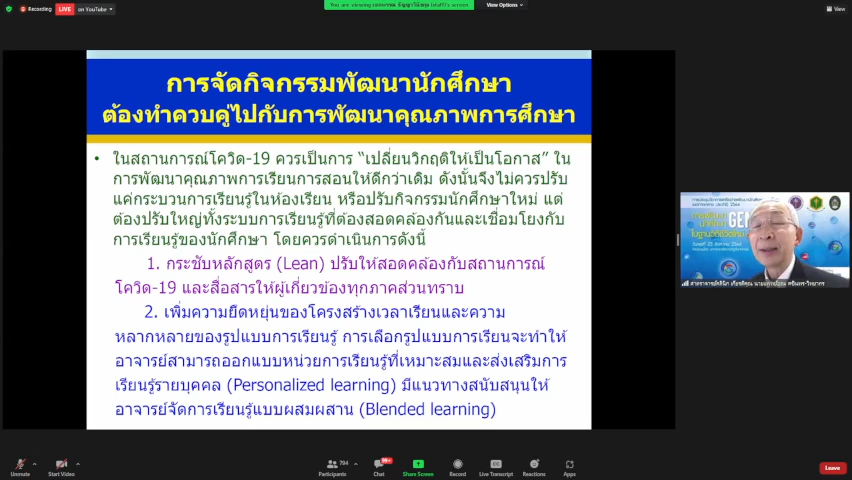 Recording
LIVE
on YouTube
You are viewing
screen
View Options
View
การจัดกิจกรรมพัฒนานักศึกษา
ต้องทำควบคู่ไปกับการพัฒนาคุณภาพการศึกษา
• ในสถานการณ์โควิด-19 ควรเป็นการ “เปลี่ยนวิกฤติให้เป็นโอกาส” ใน
การพัฒนาคุณภาพการเรียนการสอนให้ดีกว่าเดิม ดังนั้นจึงไม่ควรปรับ
แค่กระบวนการเรียนรู้ในห้องเรียน หรือปรับกิจกรรมนักศึกษาใหม่ แต่
ต้องปรับใหญ่ทั้งระบบการเรียนรู้ที่ต้องสอดคล้องกันและเชื่อมโยงกับ
การเรียนรู้ของนักศึกษา โดยควรดำเนินการดังนี้
1. กระชับหลักสูตร (Lean) ปรับให้สอดคล้องกับสถานการณ์
โควิด-19 และสื่อสารให้ผู้เกี่ยวข้องทุกภาคส่วนทราบ
2. เพิ่มความยืดหยุ่นของโครงสร้างเวลาเรียนและความ
หลากหลายของรูปแบบการเรียนรู้ การเลือกรูปแบบการเรียนจะทำให้
อาจารย์สามารถออกแบบหน่วยการเรียนรู้ที่เหมาะสมและส่งเสริมการ
เรียนรู้รายบุคคล (Personalized learning) มีแนวทางสนับสนุนให้
อาจารย์จัดการเรียนรู้แบบผสมผสาน (Blended learning)
GEN
Unmute
Start Video
794
Participants
99+
Chat
Share Screen
Record
CC
Live Transcript
Reactions
Apps
Leave